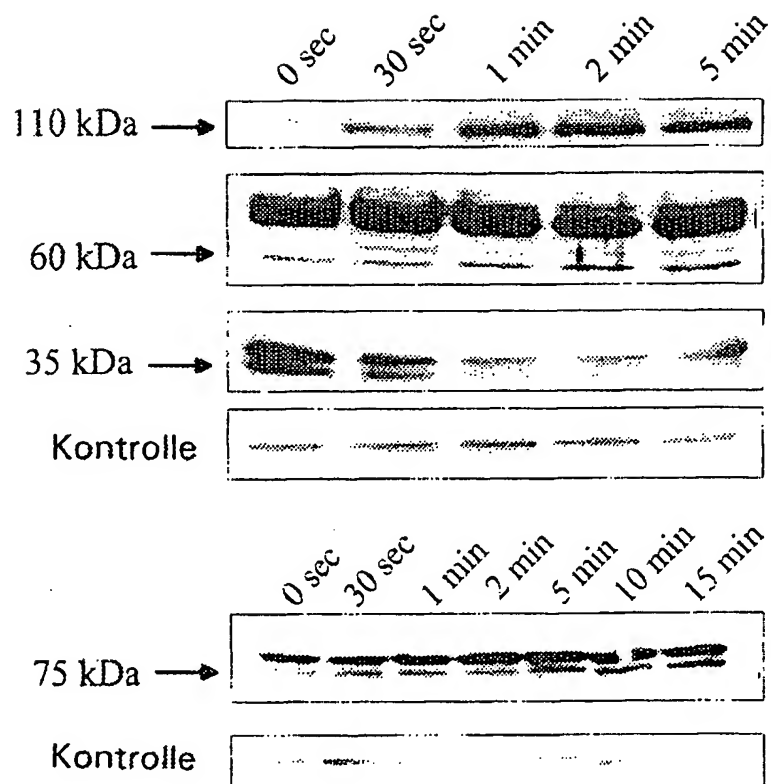 0 sec 30 sec 1 min 2 min 5 min
110 kDa
60 kDa
35 kDa
Kontrolle
0 sec 30 sec 1 min 2 min 5 min 10 min 15 min
75 kDa
Kontrolle